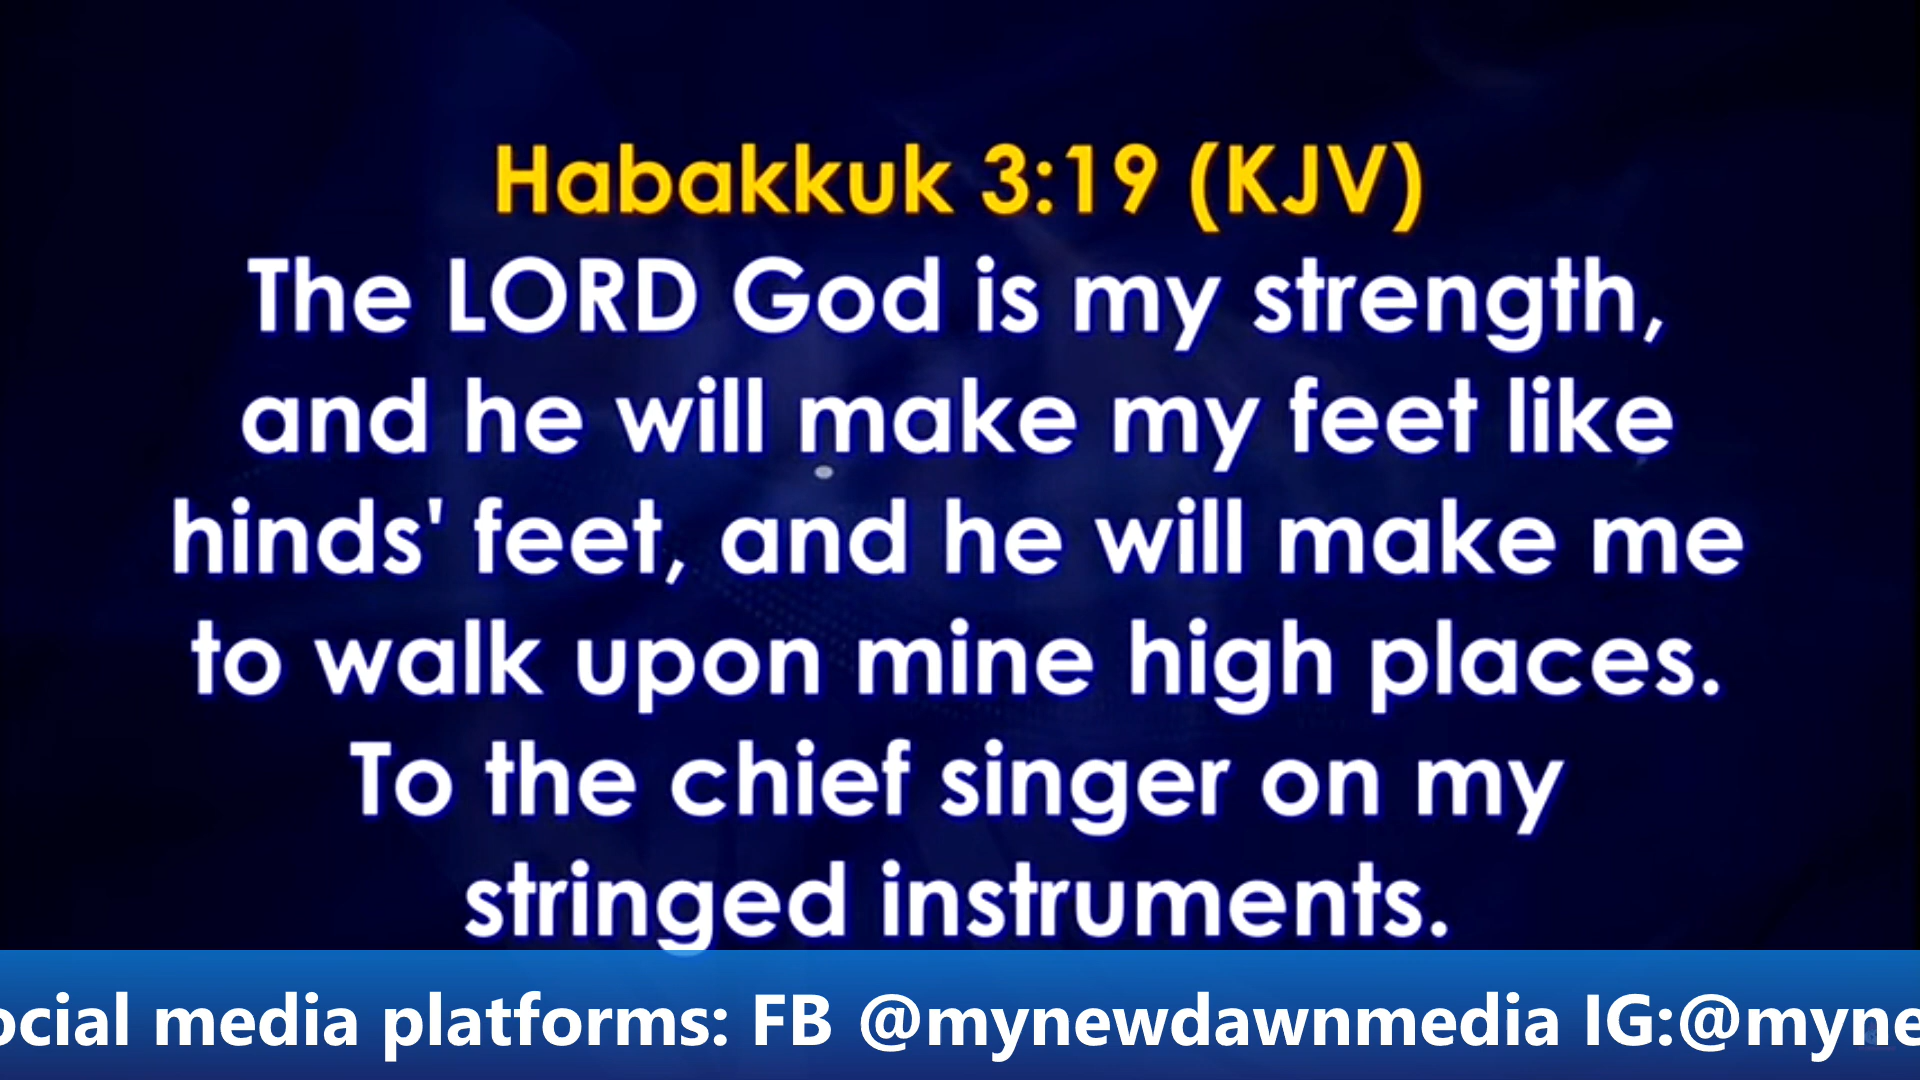 Habakkuk 3:19 (KJV)
The LORD God is my strength,
and he will make my feet like
hinds' feet, and he will make me
to walk upon mine high places.
To the chief singer on my
stringed instruments.
ocial media platforms: FB @mynewdawnmedia IG:@myne